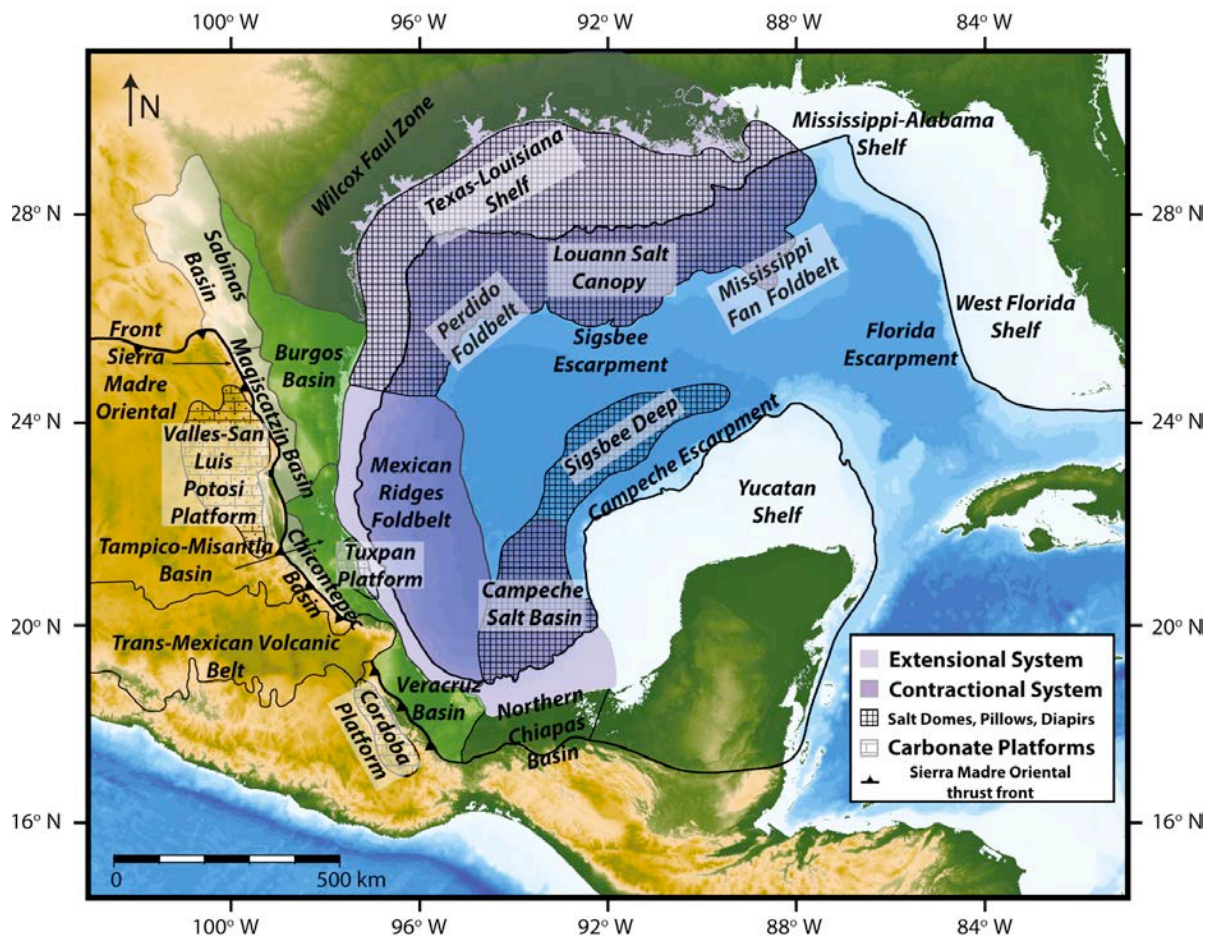 100° W
96° W
92° W
88° W
84° W
N
Mississippi-Alabama
Shelf
Wilcox Faul Zone
Texas-Louisiana
Shelf
28° N
28° N
Sabinas
Basin
Louann Salt
Canopy
Mississippi
Fan Foldbelt
Perdido
Foldbelt
West Florida
Shelf
Front
Sierra
Madre
Oriental
Magiscatzin Basin
Burgos
Basin
Sigsbee
Escarpment
Florida
Escarpment
24° N
24° N
Valles-San
Luis
Potosi
Platform
Mexican
Ridges
Foldbelt
Sigsbee Deep
Campeche Escarpment
Yucatan
Shelf
Tampico-Misantla
Basin
Chicontepec
Basin
Tuxpan
Platform
Campeche
Salt Basin
20° N
20° N
Trans-Mexican Volcanic
Belt
Veracruz
Basin
Cordoba
Platform
Northern
Chiapas
Basin
Extensional System
Contractional System
Salt Domes, Pillows, Diapirs
Carbonate Platforms
Sierra Madre Oriental
thrust front
16° N
16° N
0
500 km
100° W
96° W
92° W
88° W
84° W